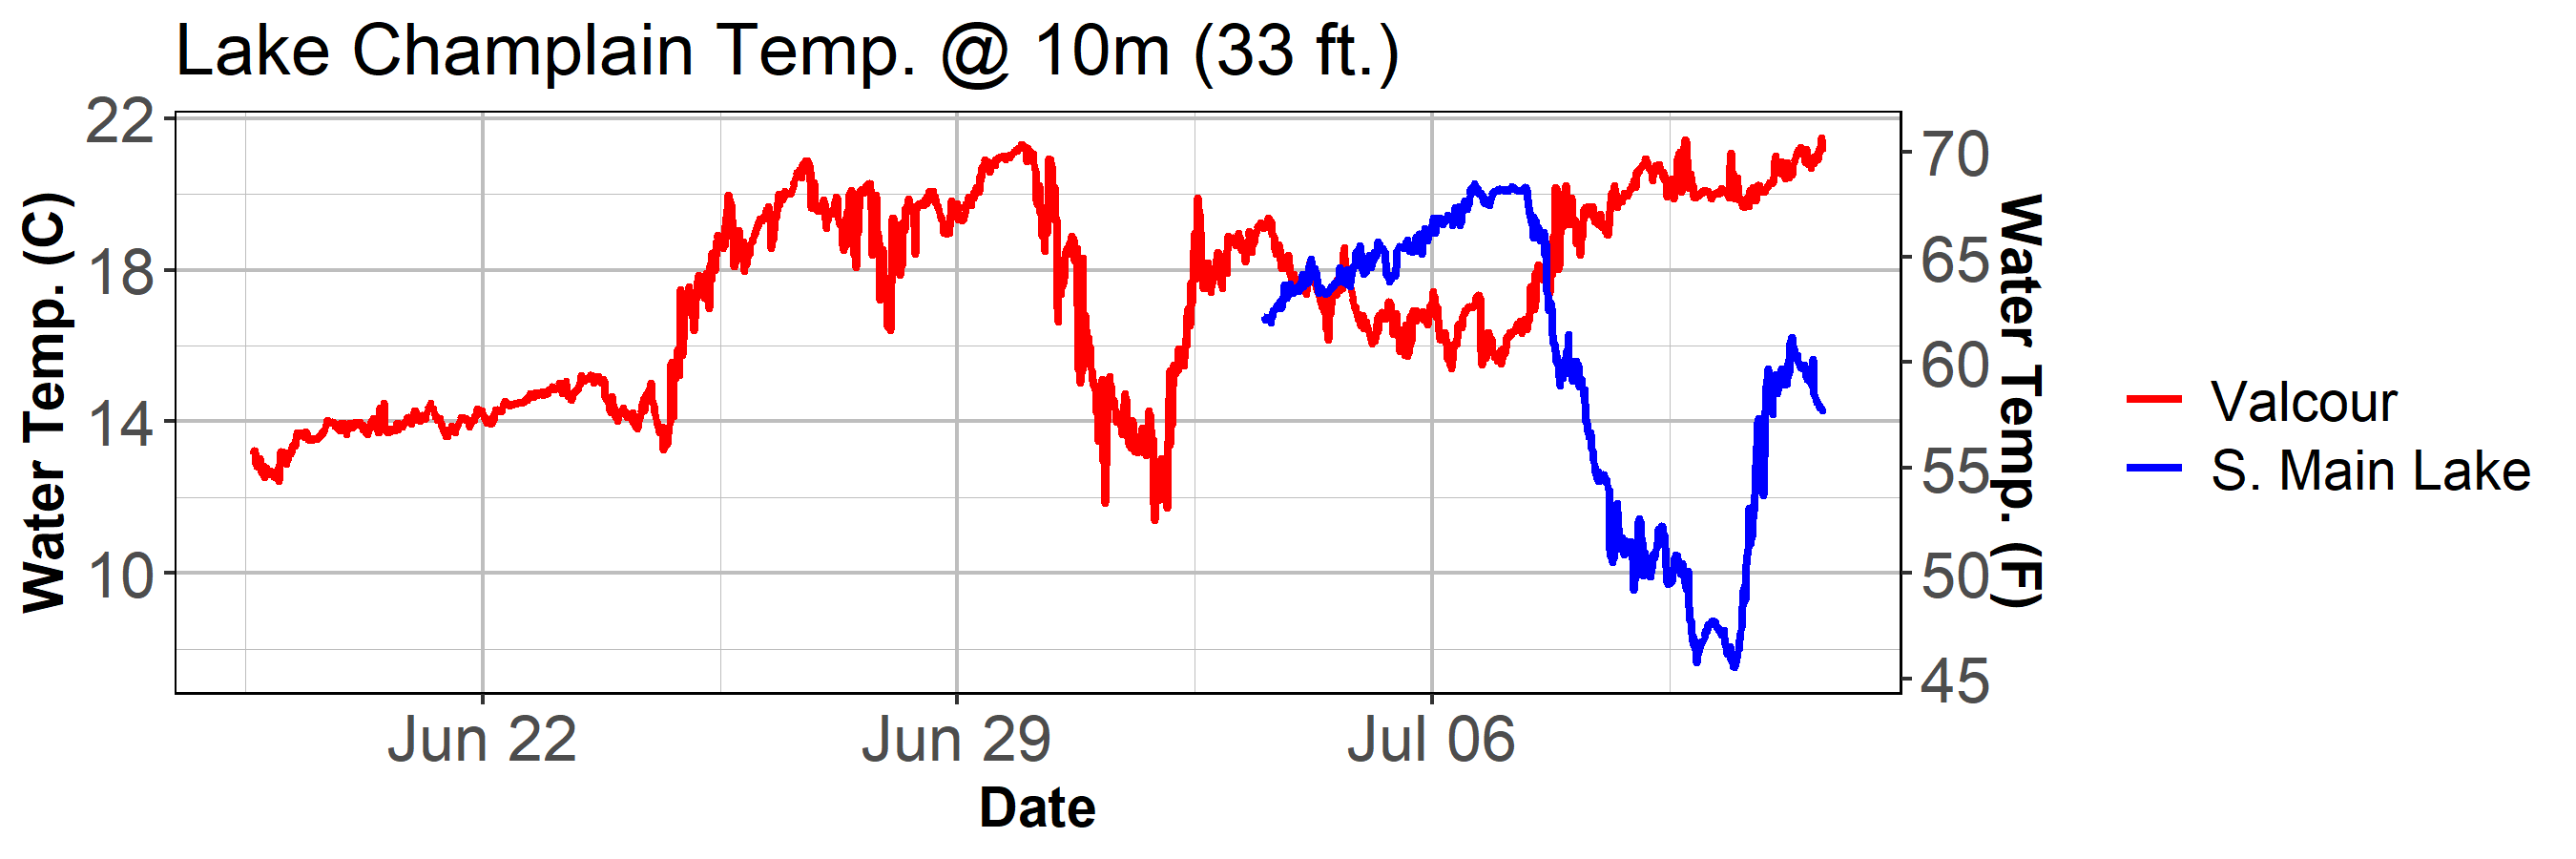 Lake Champlain Temp. @ 10m (33 ft.)
Water Temp. (C)
22
18
14
10
70
65
60
55
50
45
Water Temp. (F)
Jun 22
Jun 29
Jul 06
Date
Valcour
S. Main Lake